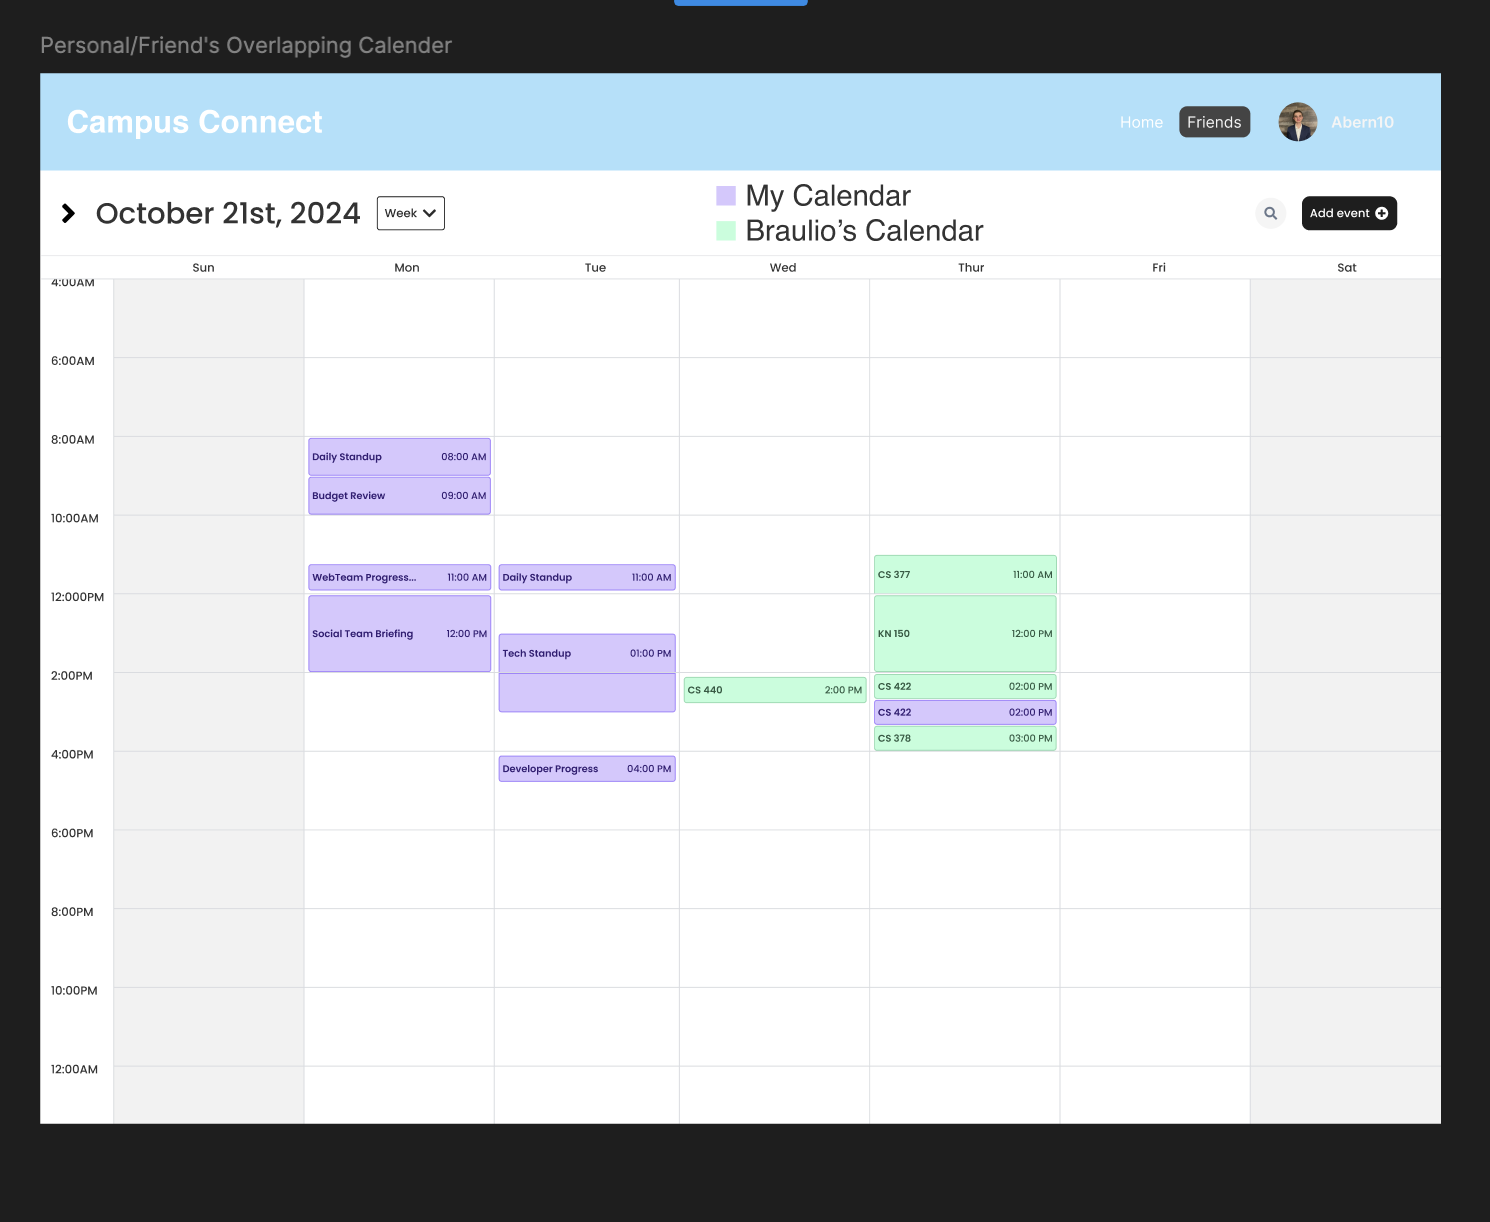 Personal/Friend's Overlapping Calender
Campus Connect
Home Friends Abern10
October 21st, 2024 Week
My Calendar
Braulio’s Calendar
Add event
Sun Mon Tue Wed Thur Fri Sat
4:00AM
6:00AM
8:00AM
Daily Standup 08:00 AM
Budget Review 09:00 AM
10:00AM
CS 377 11:00 AM
WebTeam Progress... 11:00 AM
Daily Standup 11:00 AM
12:000PM
Social Team Briefing 12:00 PM
KN 150 12:00 PM
Tech Standup 01:00 PM
2:00PM
CS 440 2:00 PM
CS 422 02:00 PM
CS 422 02:00 PM
CS 378 03:00 PM
4:00PM
Developer Progress 04:00 PM
6:00PM
8:00PM
10:00PM
12:00AM